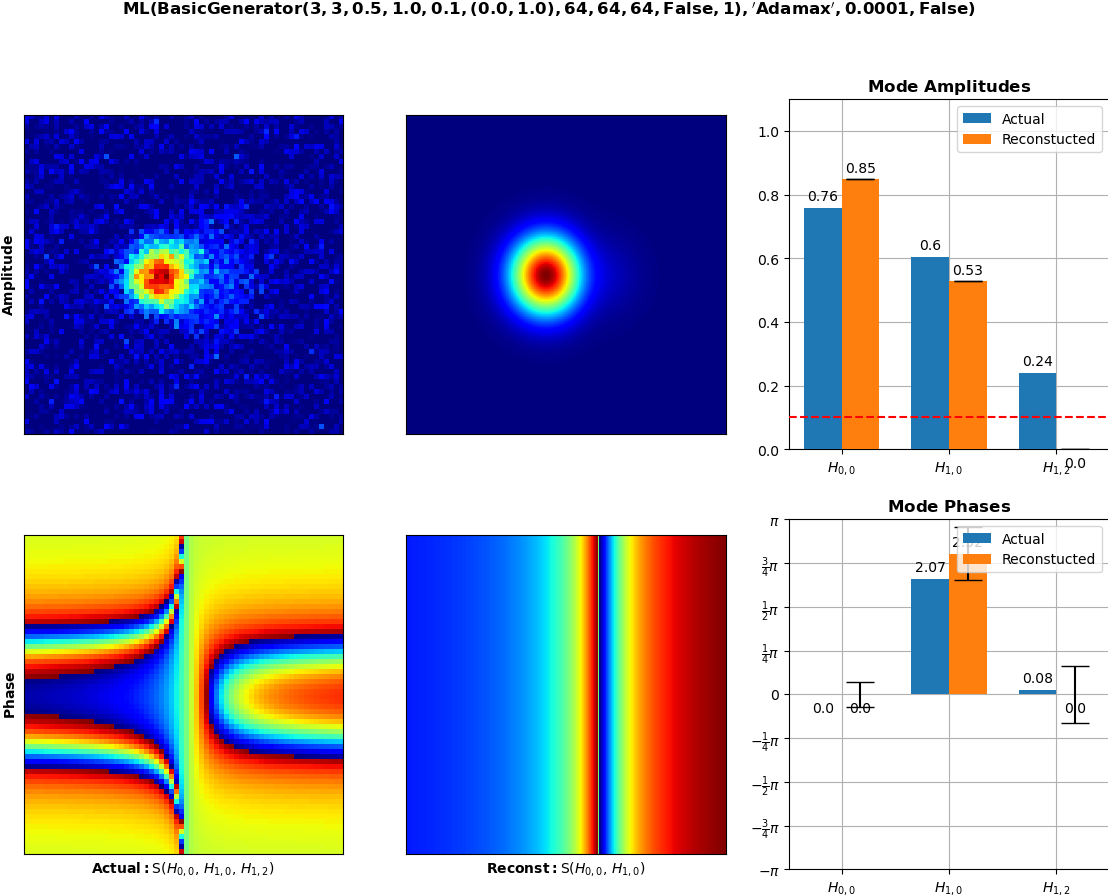 ML(BasicGenerator(3, 3, 0.5, 1.0, 0.1, (0.0, 1.0), 64, 64, 64, False, 1), ′Adamax′, 0.0001, False)
Amplitude
Mode Amplitudes
Actual
Reconstucted
1.0
0.8
0.6
0.4
0.2
0.0
0.76
0.85
0.6
0.53
0.24
0.0
H0,0
H1,0
H1,2
Phase
Actual: S(H0,0, H1,0, H1,2)
Reconst: S(H0,0, H1,0)
Mode Phases
Actual
Reconstucted
π
3/4π
1/2π
1/4π
0
−1/4π
−1/2π
−3/4π
−π
0.0
0.0
2.07
0.08
0.0
H0,0
H1,0
H1,2